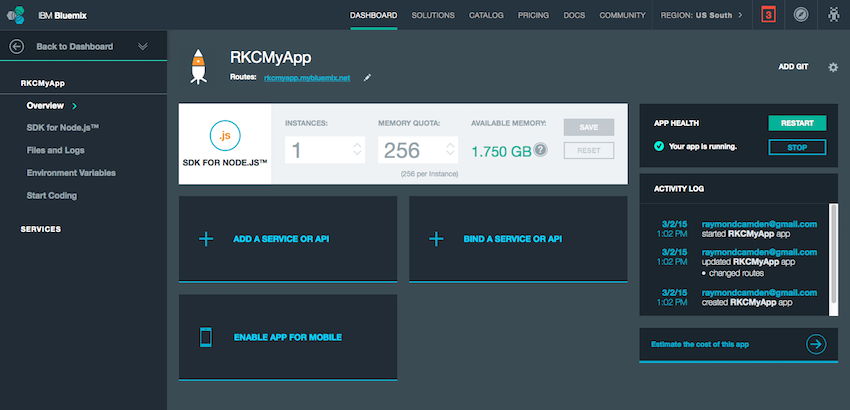 IBM Bluemix
DASHBOARD SOLUTIONS CATALOG PRICING DOCS COMMUNITY REGION: US South > 3
Back to Dashboard
RKCMyApp
Overview >
SDK for Node.js™
Files and Logs
Environment Variables
Start Coding
SERVICES
RKCMyApp
Routes: rkcmyapp.mybluemix.net
ADD GIT
.js
SDK FOR NODE.JS™
INSTANCES:
1
MEMORY QUOTA:
256
(256 per Instance)
AVAILABLE MEMORY:
1.750 GB ?
SAVE
RESET
ADD A SERVICE OR API
BIND A SERVICE OR API
ENABLE APP FOR MOBILE
APP HEALTH
RESTART
Your app is running.
STOP
ACTIVITY LOG
3/2/15 raymondcamden@gmail.com
1:02 PM started RKCMyApp app
3/2/15 raymondcamden@gmail.com
1:02 PM updated RKCMyApp app
• changed routes
3/2/15 raymondcamden@gmail.com
1:02 PM created RKCMyApp app
Estimate the cost of this app